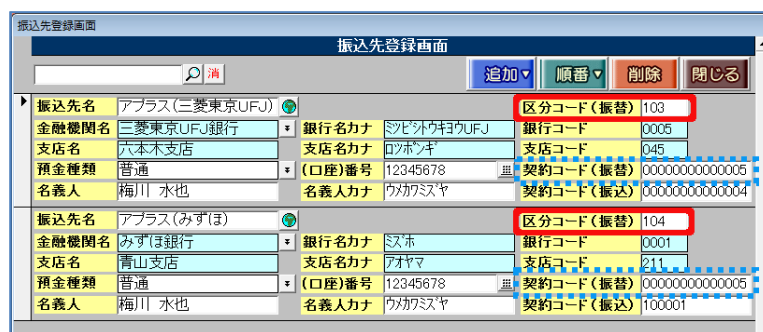 振込先登録画面
振込先登録画面
消 追加▼ 順番▼ 削除 閉じる
振込先名 アプラス(三菱東京UFJ) 区分コード(振替) 103
金融機関名 三菱東京UFJ銀行 銀行名カナ ミツビシトウキヨウUFJ 銀行コード 0005
支店名 六本木支店 支店名カナ ロツポンギ 支店コード 045
預金種類 普通 (口座)番号 12345678 契約コード(振替) 00000000000005
名義人 梅川 水也 名義人カナ ウメカワミズヤ 契約コード(振込) 00000000000004
振込先名 アプラス(みずほ) 区分コード(振替) 104
金融機関名 みずほ銀行 銀行名カナ ミズホ 銀行コード 0001
支店名 青山支店 支店名カナ アオヤマ 支店コード 211
預金種類 普通 (口座)番号 12345678 契約コード(振替) 00000000000005
名義人 梅川 水也 名義人カナ ウメカワミズヤ 契約コード(振込) 100001